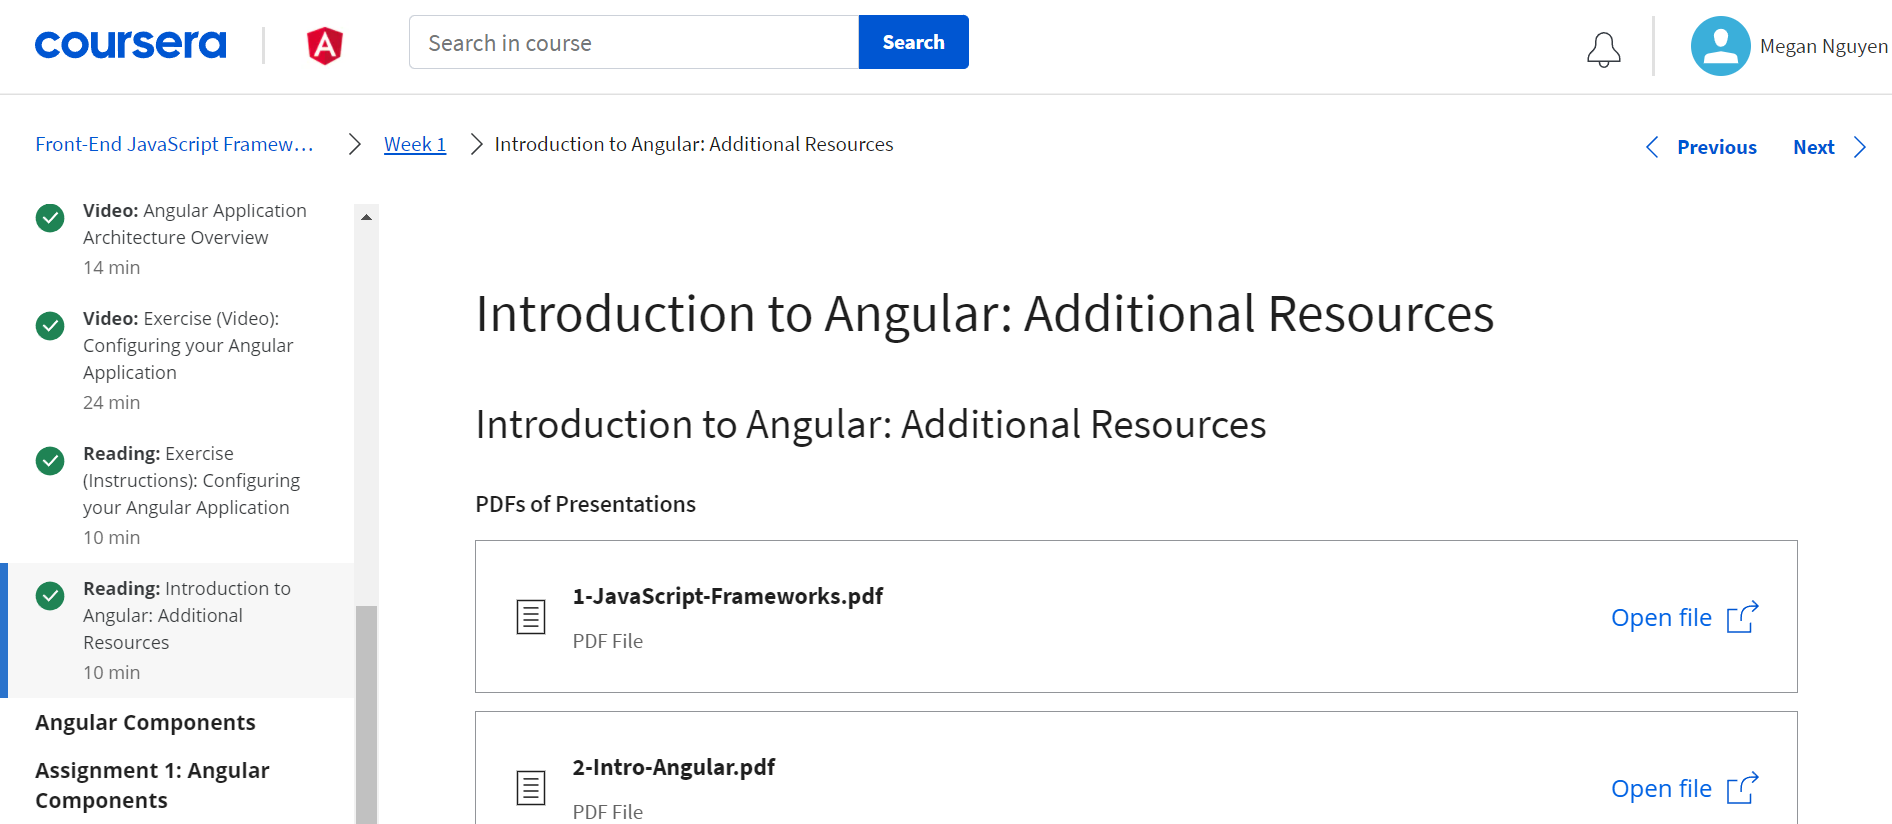 coursera
A
Search in course
Search
Megan Nguyen
Front-End JavaScript Framew...
Week 1
Introduction to Angular: Additional Resources
Previous
Next
Video: Angular Application
Architecture Overview
14 min
Video: Exercise (Video):
Configuring your Angular
Application
24 min
Reading: Exercise
(Instructions): Configuring
your Angular Application
10 min
Reading: Introduction to
Angular: Additional
Resources
10 min
Angular Components
Assignment 1: Angular
Components
Introduction to Angular: Additional Resources
Introduction to Angular: Additional Resources
PDFs of Presentations
1-JavaScript-Frameworks.pdf
PDF File
Open file
2-Intro-Angular.pdf
PDF File
Open file